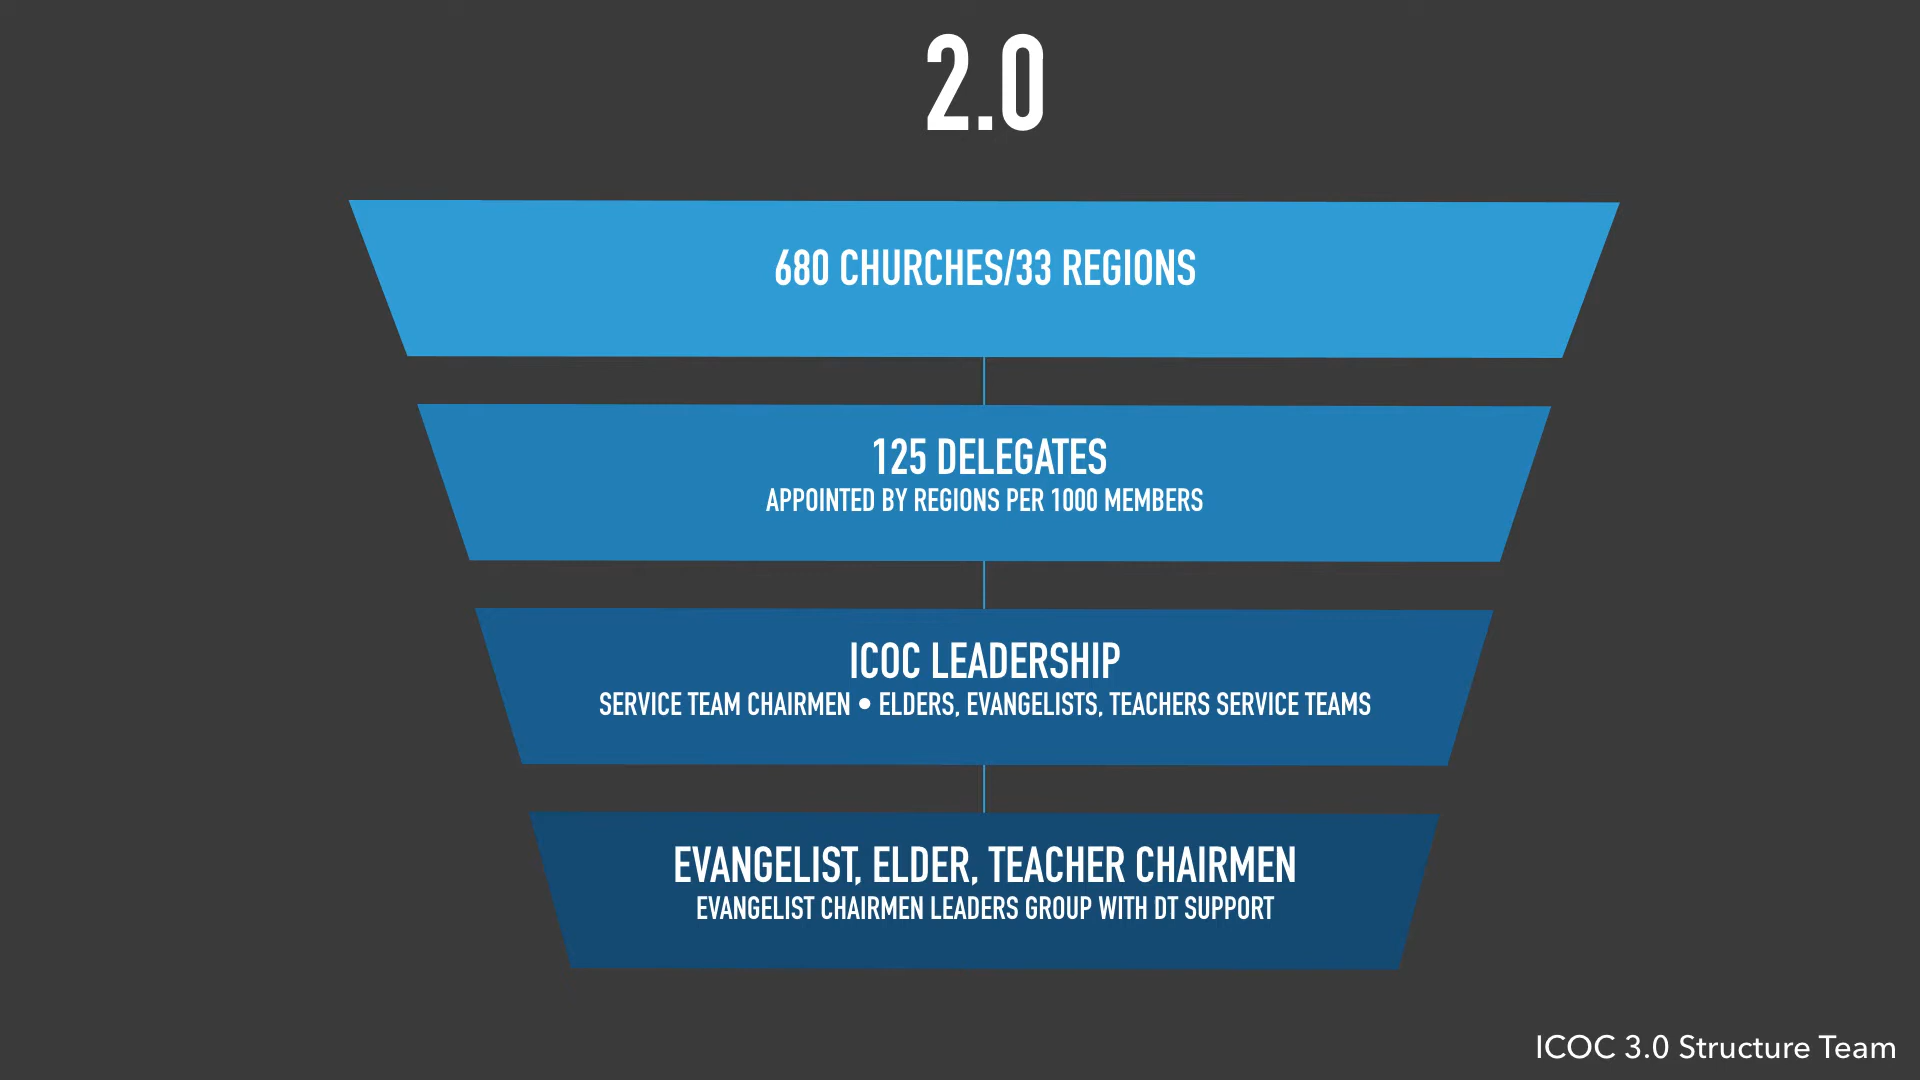 2.0
680 CHURCHES/33 REGIONS
125 DELEGATES
APPOINTED BY REGIONS PER 1000 MEMBERS
ICOC LEADERSHIP
SERVICE TEAM CHAIRMEN • ELDERS, EVANGELISTS, TEACHERS SERVICE TEAMS
EVANGELIST, ELDER, TEACHER CHAIRMEN
EVANGELIST CHAIRMEN LEADERS GROUP WITH DT SUPPORT
ICOC 3.0 Structure Team